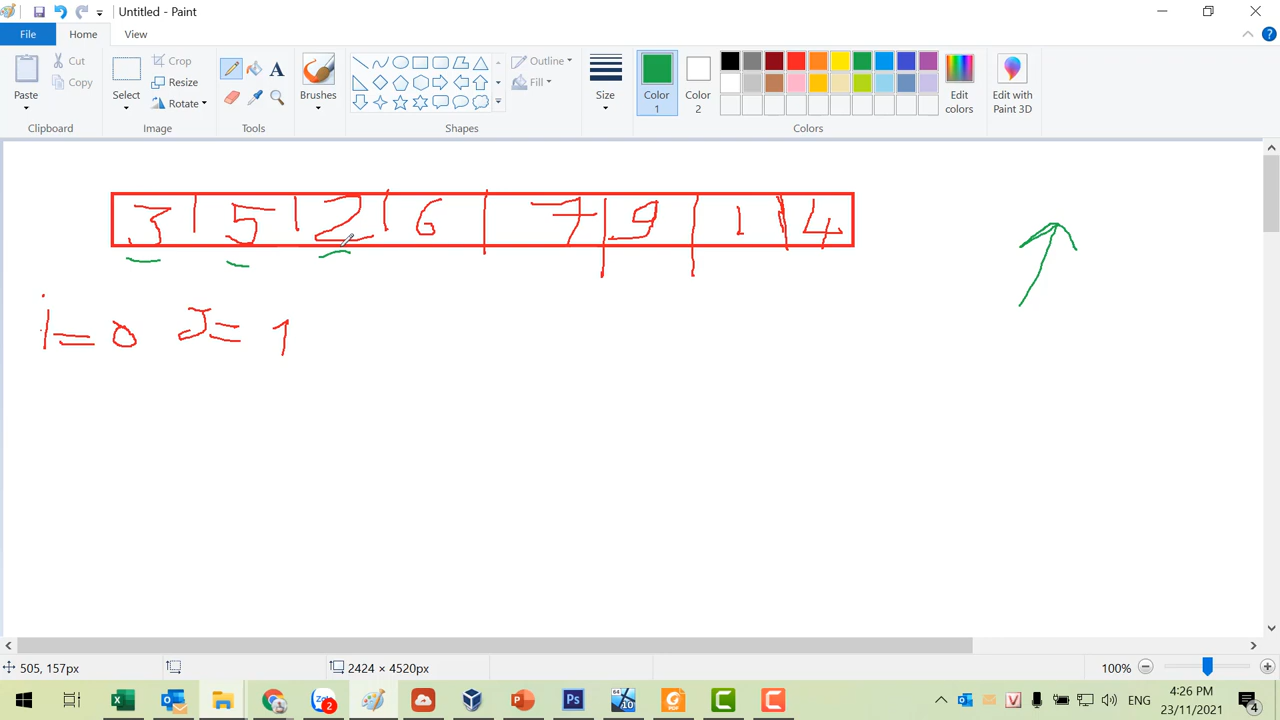 Untitled - Paint
File Home View
Paste
Cut
Copy
Clipboard
Select
Crop
Resize
Rotate
Image
A
Tools
Brushes
Outline
Fill
Shapes
Size
Color 1
Color 2
Edit colors
Colors
Edit with Paint 3D
3 5 2 6 7 9 1 4
i = 0 J = 1
505, 157px
2424 × 4520px
100%
ENG
4:26 PM
23/11/2021
4